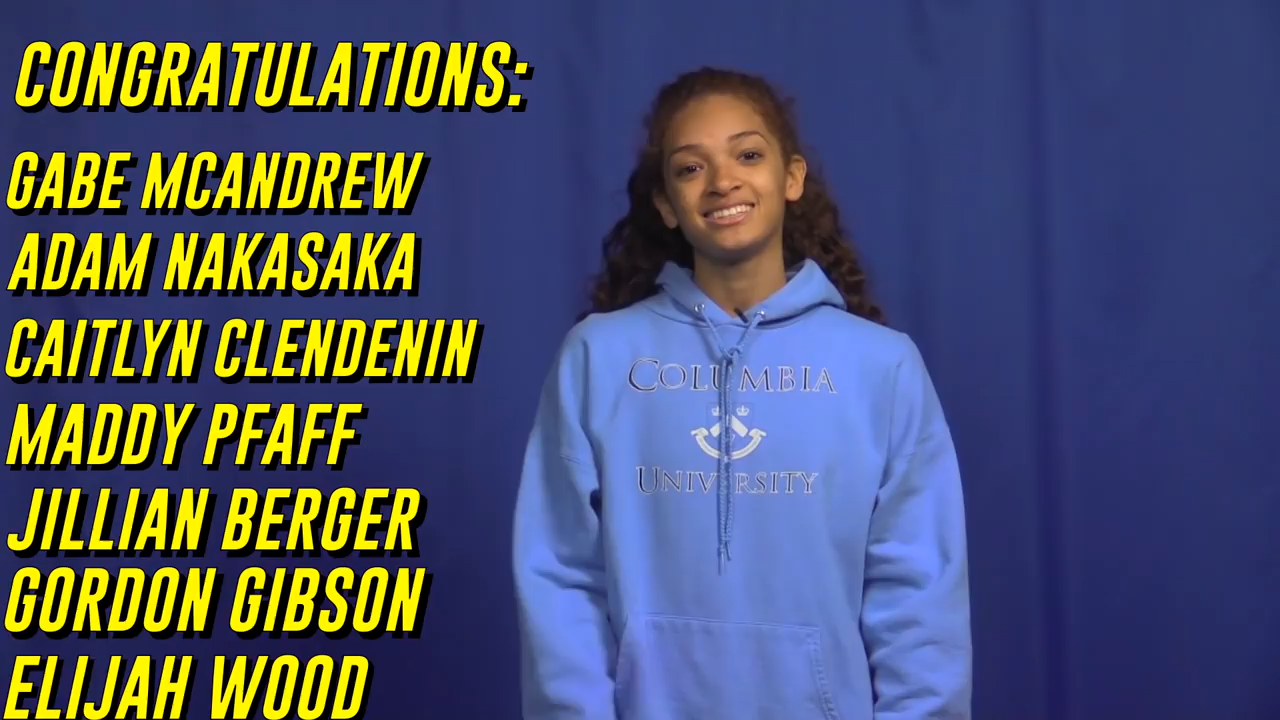 CONGRATULATIONS:
GABE MCANDREW
ADAM NAKASAKA
CAITLYN CLENDENIN
MADDY PFAFF
JILLIAN BERGER
GORDON GIBSON
ELIJAH WOOD
COLUMBIA
UNIVERSITY